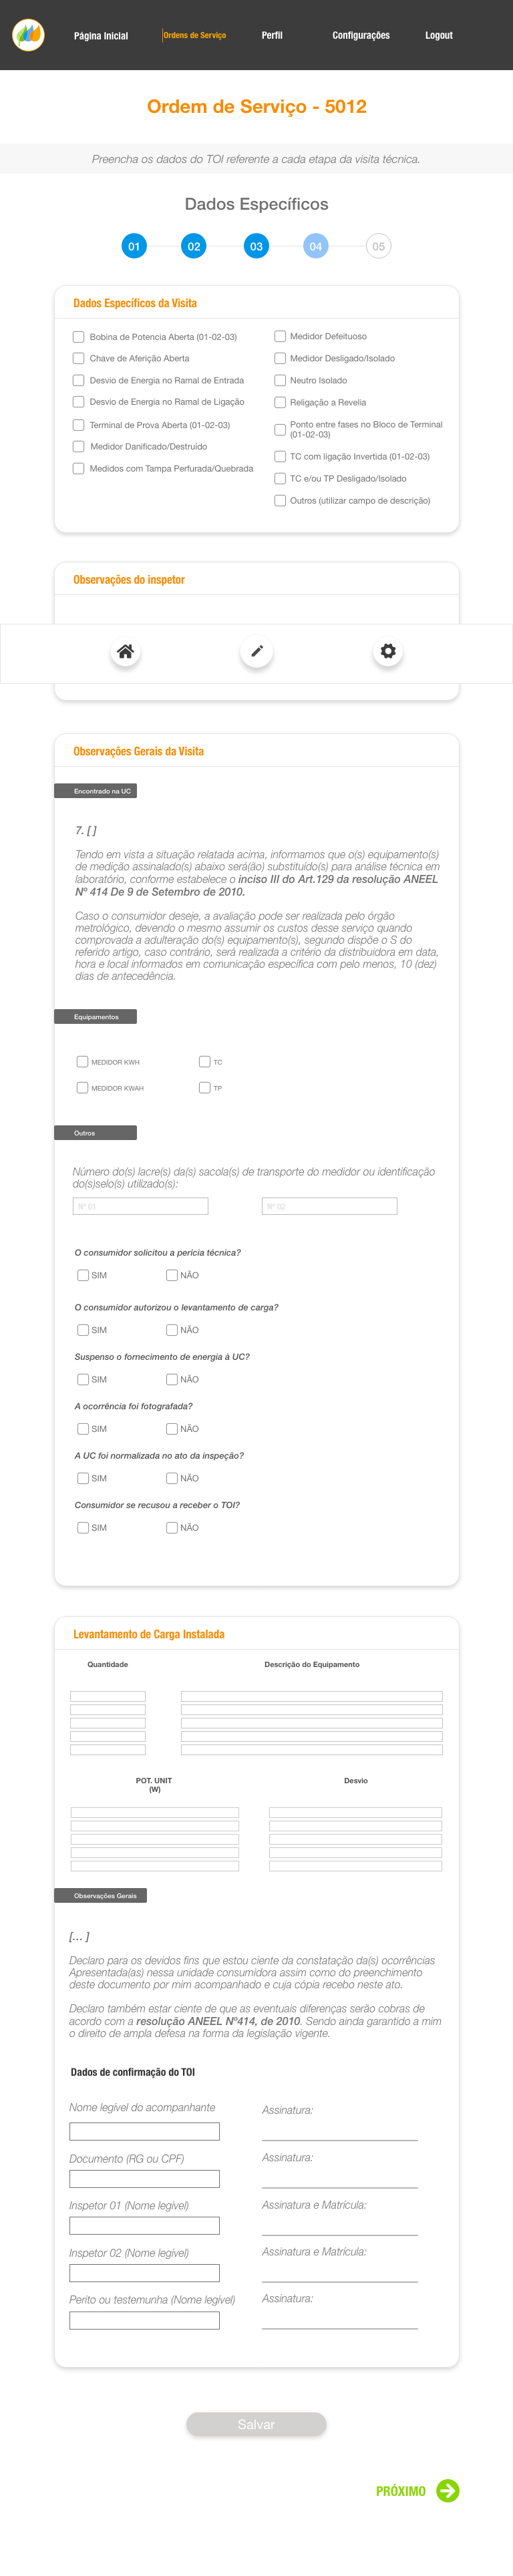 Página Inicial
Ordens de Serviço
Perfil
Configurações
Logout
Ordem de Serviço - 5012
Preencha os dados do TOI referente a cada etapa da visita técnica.
Dados Específicos
01
02
03
04
05
Dados Específicos da Visita
Bobina de Potencia Aberta (01-02-03)
Chave de Aferição Aberta
Desvio de Energia no Ramal de Entrada
Desvio de Energia no Ramal de Ligação
Terminal de Prova Aberta (01-02-03)
Medidor Danificado/Destruído
Medidos com Tampa Perfurada/Quebrada
Medidor Defeituoso
Medidor Desligado/Isolado
Neutro Isolado
Religação a Revelia
Ponto entre fases no Bloco de Terminal
(01-02-03)
TC com ligação Invertida (01-02-03)
TC e/ou TP Desligado/Isolado
Outros (utilizar campo de descrição)
Observações do inspetor
Observações Gerais da Visita
Encontrado na UC
7. [ ]
Tendo em vista a situação relatada acima, informamos que o(s) equipamento(s)
de medição assinalado(s) abaixo será(ão) substituído(s) para análise técnica em
laboratório, conforme estabelece o inciso III do Art.129 da resolução ANEEL
Nº 414 De 9 de Setembro de 2010.
Caso o consumidor deseje, a avaliação pode ser realizada pelo órgão
metrológico, devendo o mesmo assumir os custos desse serviço quando
comprovada a adulteração do(s) equipamento(s), segundo dispõe o S do
referido artigo, caso contrário, será realizada a critério da distribuidora em data,
hora e local informados em comunicação específica com pelo menos, 10 (dez)
dias de antecedência.
Equipamentos
MEDIDOR KWH
TC
MEDIDOR KWAH
TP
Outros
Número do(s) lacre(s) da(s) sacola(s) de transporte do medidor ou identificação
do(s)selo(s) utilizado(s):
Nº 01
Nº 02
O consumidor solicitou a perícia técnica?
SIM
NÃO
O consumidor autorizou o levantamento de carga?
SIM
NÃO
Suspenso o fornecimento de energia à UC?
SIM
NÃO
A ocorrência foi fotografada?
SIM
NÃO
A UC foi normalizada no ato da inspeção?
SIM
NÃO
Consumidor se recusou a receber o TOI?
SIM
NÃO
Levantamento de Carga Instalada
Quantidade
Descrição do Equipamento
POT. UNIT
(W)
Desvio
Observações Gerais
[... ]
Declaro para os devidos fins que estou ciente da constatação da(s) ocorrências
Apresentada(as) nessa unidade consumidora assim como do preenchimento
deste documento por mim acompanhado e cuja cópia recebo neste ato.
Declaro também estar ciente de que as eventuais diferenças serão cobras de
acordo com a resolução ANEEL Nº414, de 2010. Sendo ainda garantido a mim
o direito de ampla defesa na forma da legislação vigente.
Dados de confirmação do TOI
Nome legível do acompanhante
Assinatura:
Documento (RG ou CPF)
Assinatura:
Inspetor 01 (Nome legível)
Assinatura e Matrícula:
Inspetor 02 (Nome legível)
Assinatura e Matrícula:
Perito ou testemunha (Nome legível)
Assinatura:
Salvar
PRÓXIMO